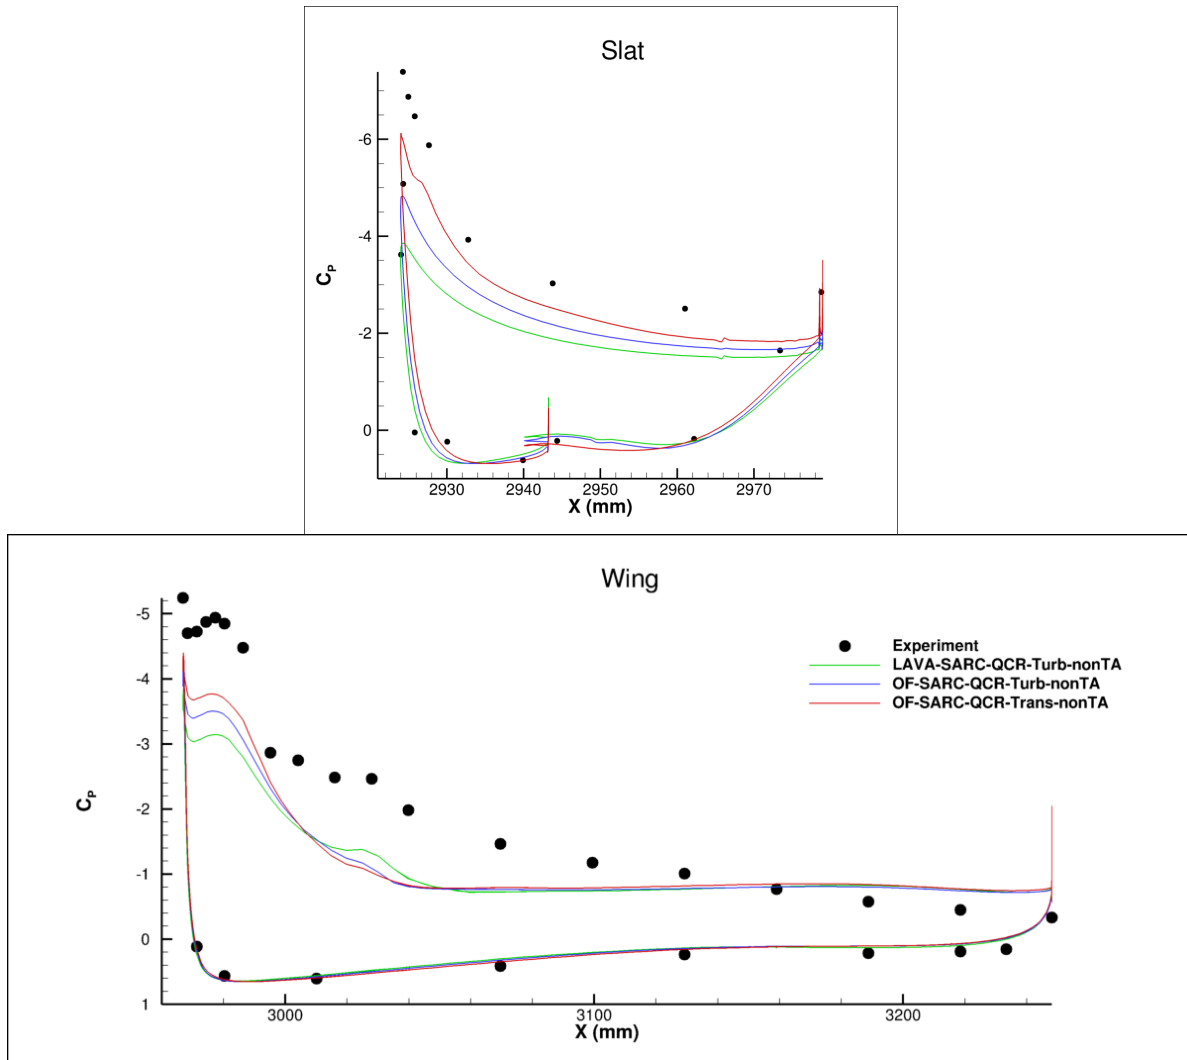 Slat
-6
-4
-2
0
C_P
2930 2940 2950 2960 2970
X (mm)
Wing
-5
-4
-3
-2
-1
0
1
C_P
Experiment
LAVA-SARC-QCR-Turb-nonTA
OF-SARC-QCR-Turb-nonTA
OF-SARC-QCR-Trans-nonTA
3000 3100 3200
X (mm)